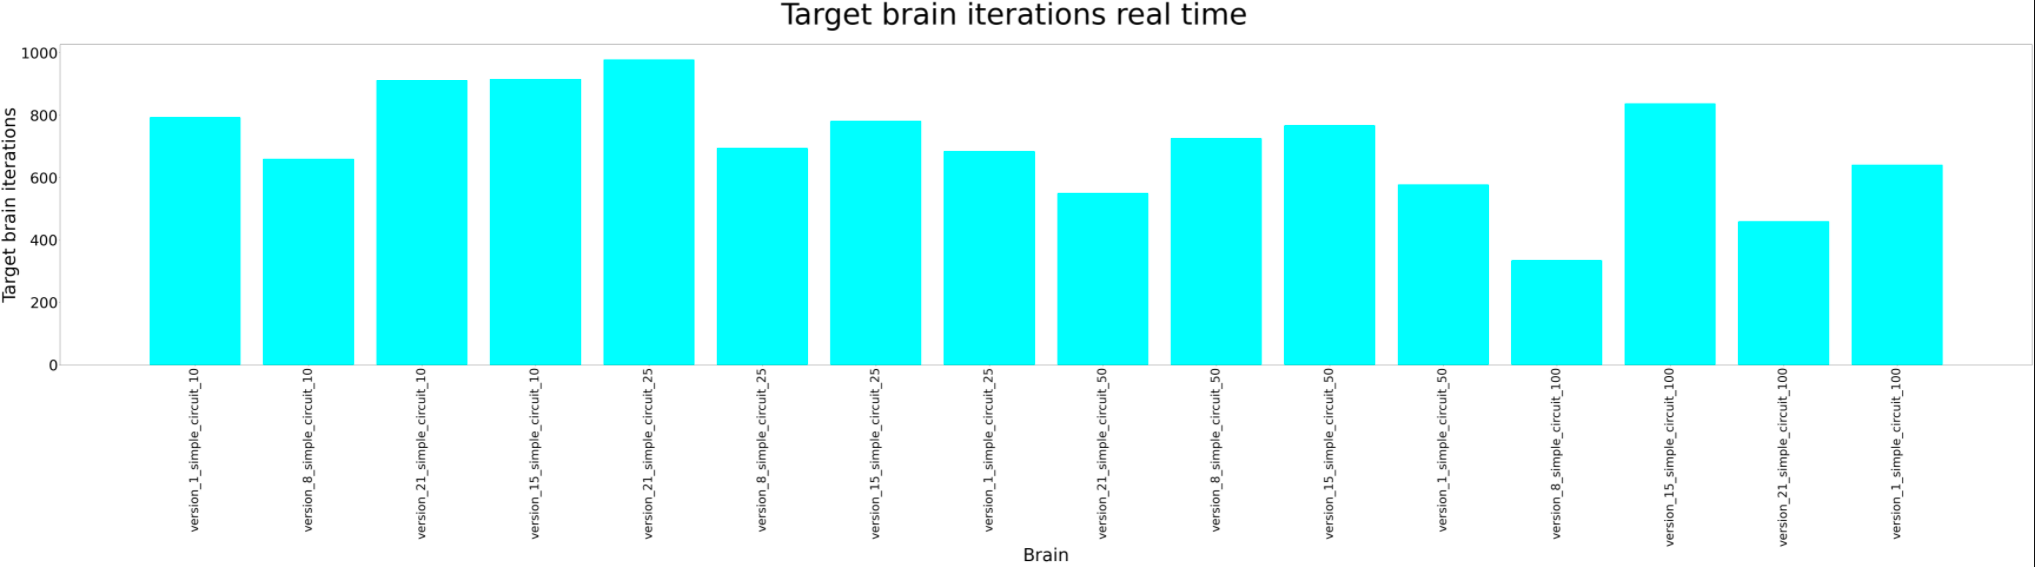 Target brain iterations real time
Target brain iterations
1000
800
600
400
200
0
version_1_simple_circuit_10
version_8_simple_circuit_10
version_21_simple_circuit_10
version_15_simple_circuit_10
version_21_simple_circuit_25
version_8_simple_circuit_25
version_15_simple_circuit_25
version_1_simple_circuit_25
version_21_simple_circuit_50
version_8_simple_circuit_50
version_15_simple_circuit_50
version_1_simple_circuit_50
version_8_simple_circuit_100
version_15_simple_circuit_100
version_21_simple_circuit_100
version_1_simple_circuit_100
Brain